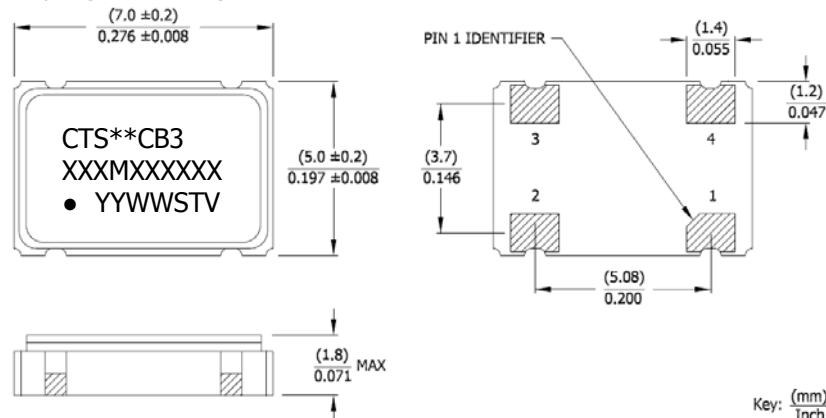 (7.0 ±0.2)
0.276 ±0.008
CTS**CB3
XXXMXXXXXX
● YYWWSTV
(5.0 ±0.2)
0.197 ±0.008
(1.8)
0.071
MAX
PIN 1 IDENTIFIER
(1.4)
0.055
(1.2)
0.047
3
4
(3.7)
0.146
2
1
(5.08)
0.200
Key: (mm)
Inch